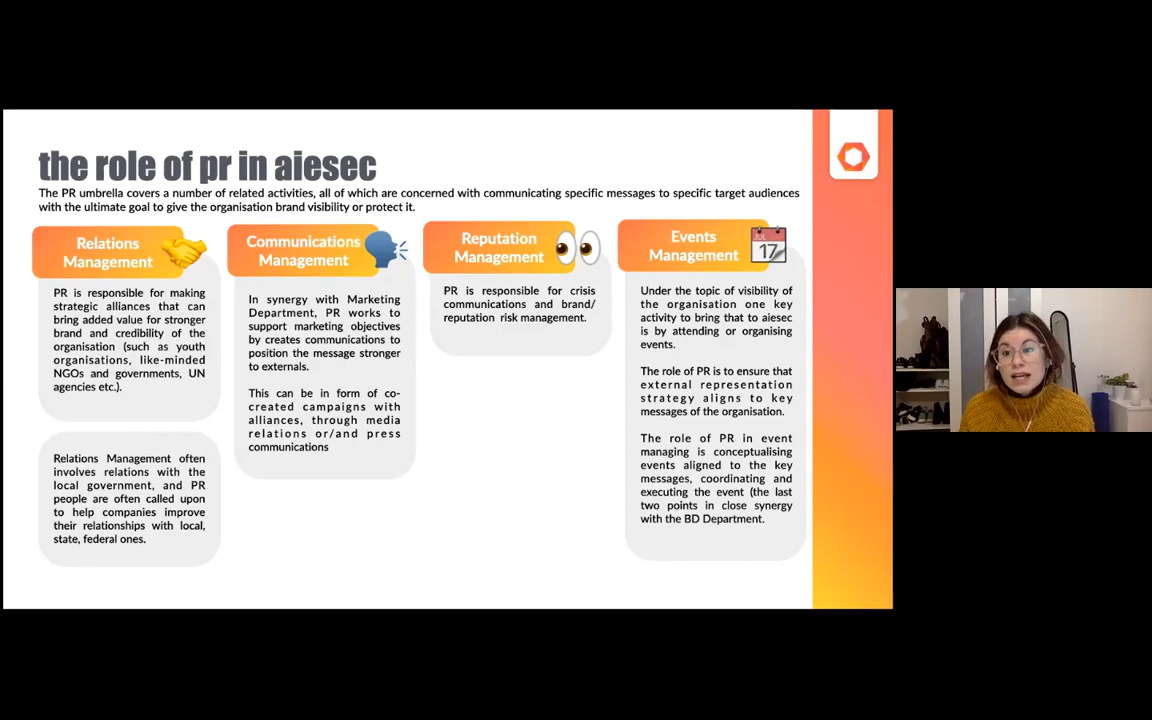 the role of pr in aiesec
The PR umbrella covers a number of related activities, all of which are concerned with communicating specific messages to specific target audiences
with the ultimate goal to give the organisation brand visibility or protect it.
Relations
Management
PR is responsible for making
strategic alliances that can
bring added value for stronger
brand and credibility of the
organisation (such as youth
organisations, like-minded
NGOs and governments, UN
agencies etc.).
Relations Management often
involves relations with the
local government, and PR
people are often called upon
to help companies improve
their relationships with local,
state, federal ones.
Communications
Management
In synergy with Marketing
Department, PR works to
support marketing objectives
by creates communications to
position the message stronger
to externals.
This can be in form of co-
created campaigns with
alliances, through media
relations or/and press
communications
Reputation
Management
PR is responsible for crisis
communications and brand/
reputation risk management.
Events
Management
JUL
17
Under the topic of visibility of
the organisation one key
activity to bring that to aiesec
is by attending or organising
events.
The role of PR is to ensure that
external representation
strategy aligns to key
messages of the organisation.
The role of PR in event
managing is conceptualising
events aligned to the key
messages, coordinating and
executing the event (the last
two points in close synergy
with the BD Department.